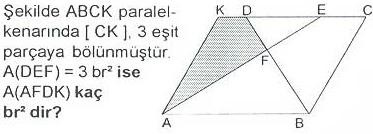 Şekilde ABCK paralel-
kenarında [ CK ], 3 eşit
parçaya bölünmüştür.
A(DEF) = 3 br² ise
A(AFDK) kaç
br² dir?
K D E C
F
A B